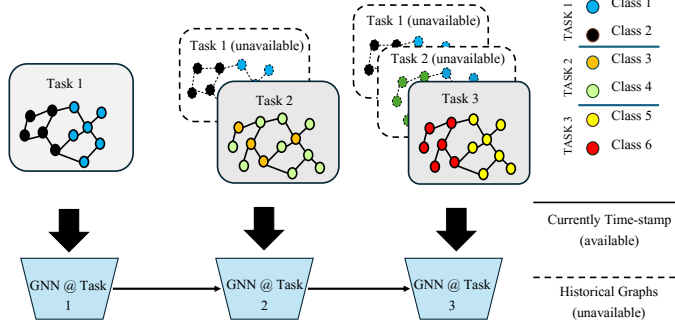 Task 1
Task 1 (unavailable)
Task 2
Task 1 (unavailable)
Task 2 (unavailable)
Task 3
TASK 1
Class 1
Class 2
TASK 2
Class 3
Class 4
TASK 3
Class 5
Class 6
Currently Time-stamp
(available)
GNN @ Task
1
GNN @ Task
2
GNN @ Task
3
Historical Graphs
(unavailable)